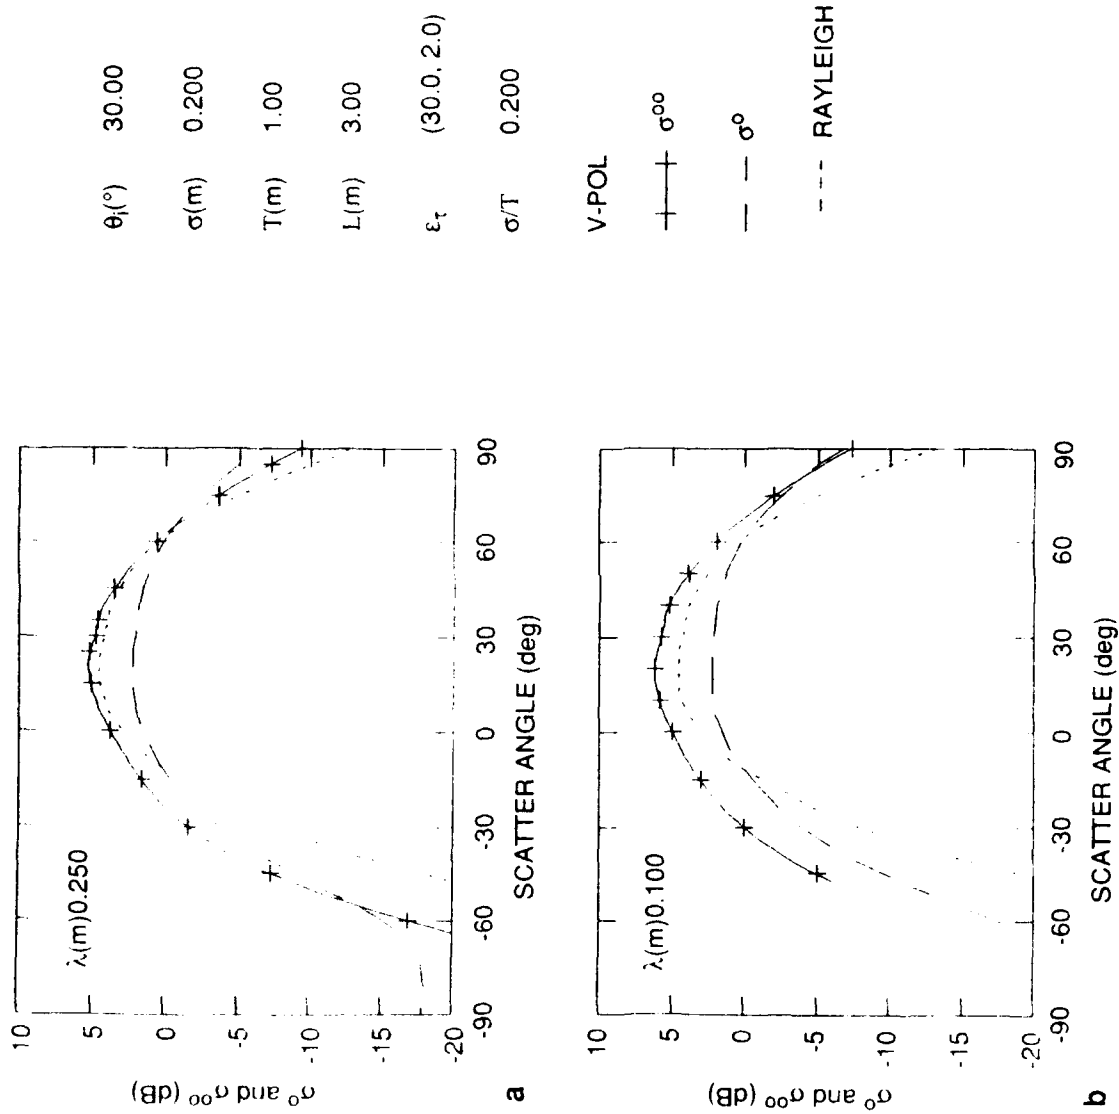 λ(m)0.250
10
5
0
-5
-10
-15
-20
σ° and σ°° (dB)
-90
-60
-30
0
30
60
90
SCATTER ANGLE (deg)
a
λ(m)0.100
10
5
0
-5
-10
-15
-20
σ° and σ°° (dB)
-90
-60
-30
0
30
60
90
SCATTER ANGLE (deg)
b
θi(°) 30.00
σ(m) 0.200
T(m) 1.00
L(m) 3.00
ετ (30.0, 2.0)
σ/T 0.200
V-POL
σ°°
σ°
RAYLEIGH